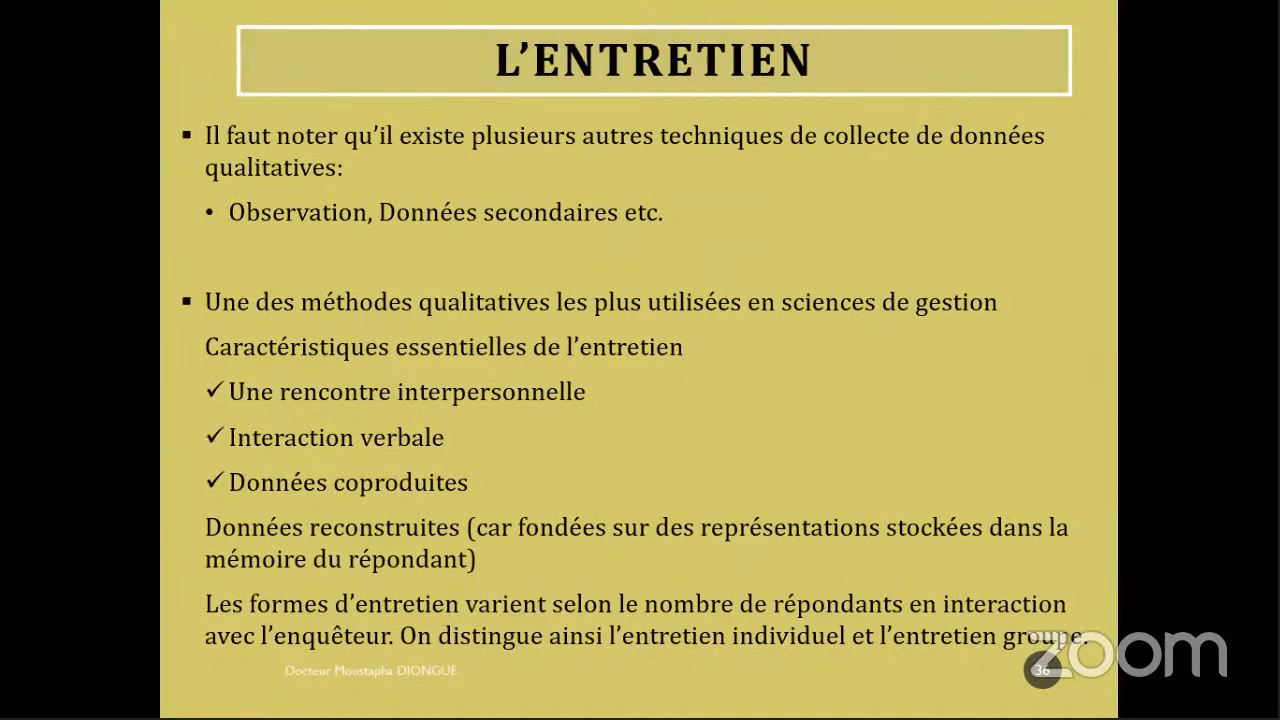 L’ENTRETIEN
▪ Il faut noter qu’il existe plusieurs autres techniques de collecte de données
qualitatives:
• Observation, Données secondaires etc.
▪ Une des méthodes qualitatives les plus utilisées en sciences de gestion
Caractéristiques essentielles de l’entretien
✓ Une rencontre interpersonnelle
✓ Interaction verbale
✓ Données coproduites
Données reconstruites (car fondées sur des représentations stockées dans la
mémoire du répondant)
Les formes d’entretien varient selon le nombre de répondants en interaction
avec l’enquêteur. On distingue ainsi l’entretien individuel et l’entretien groupe.
Docteur Moustapha DIONGUE
36
zoom